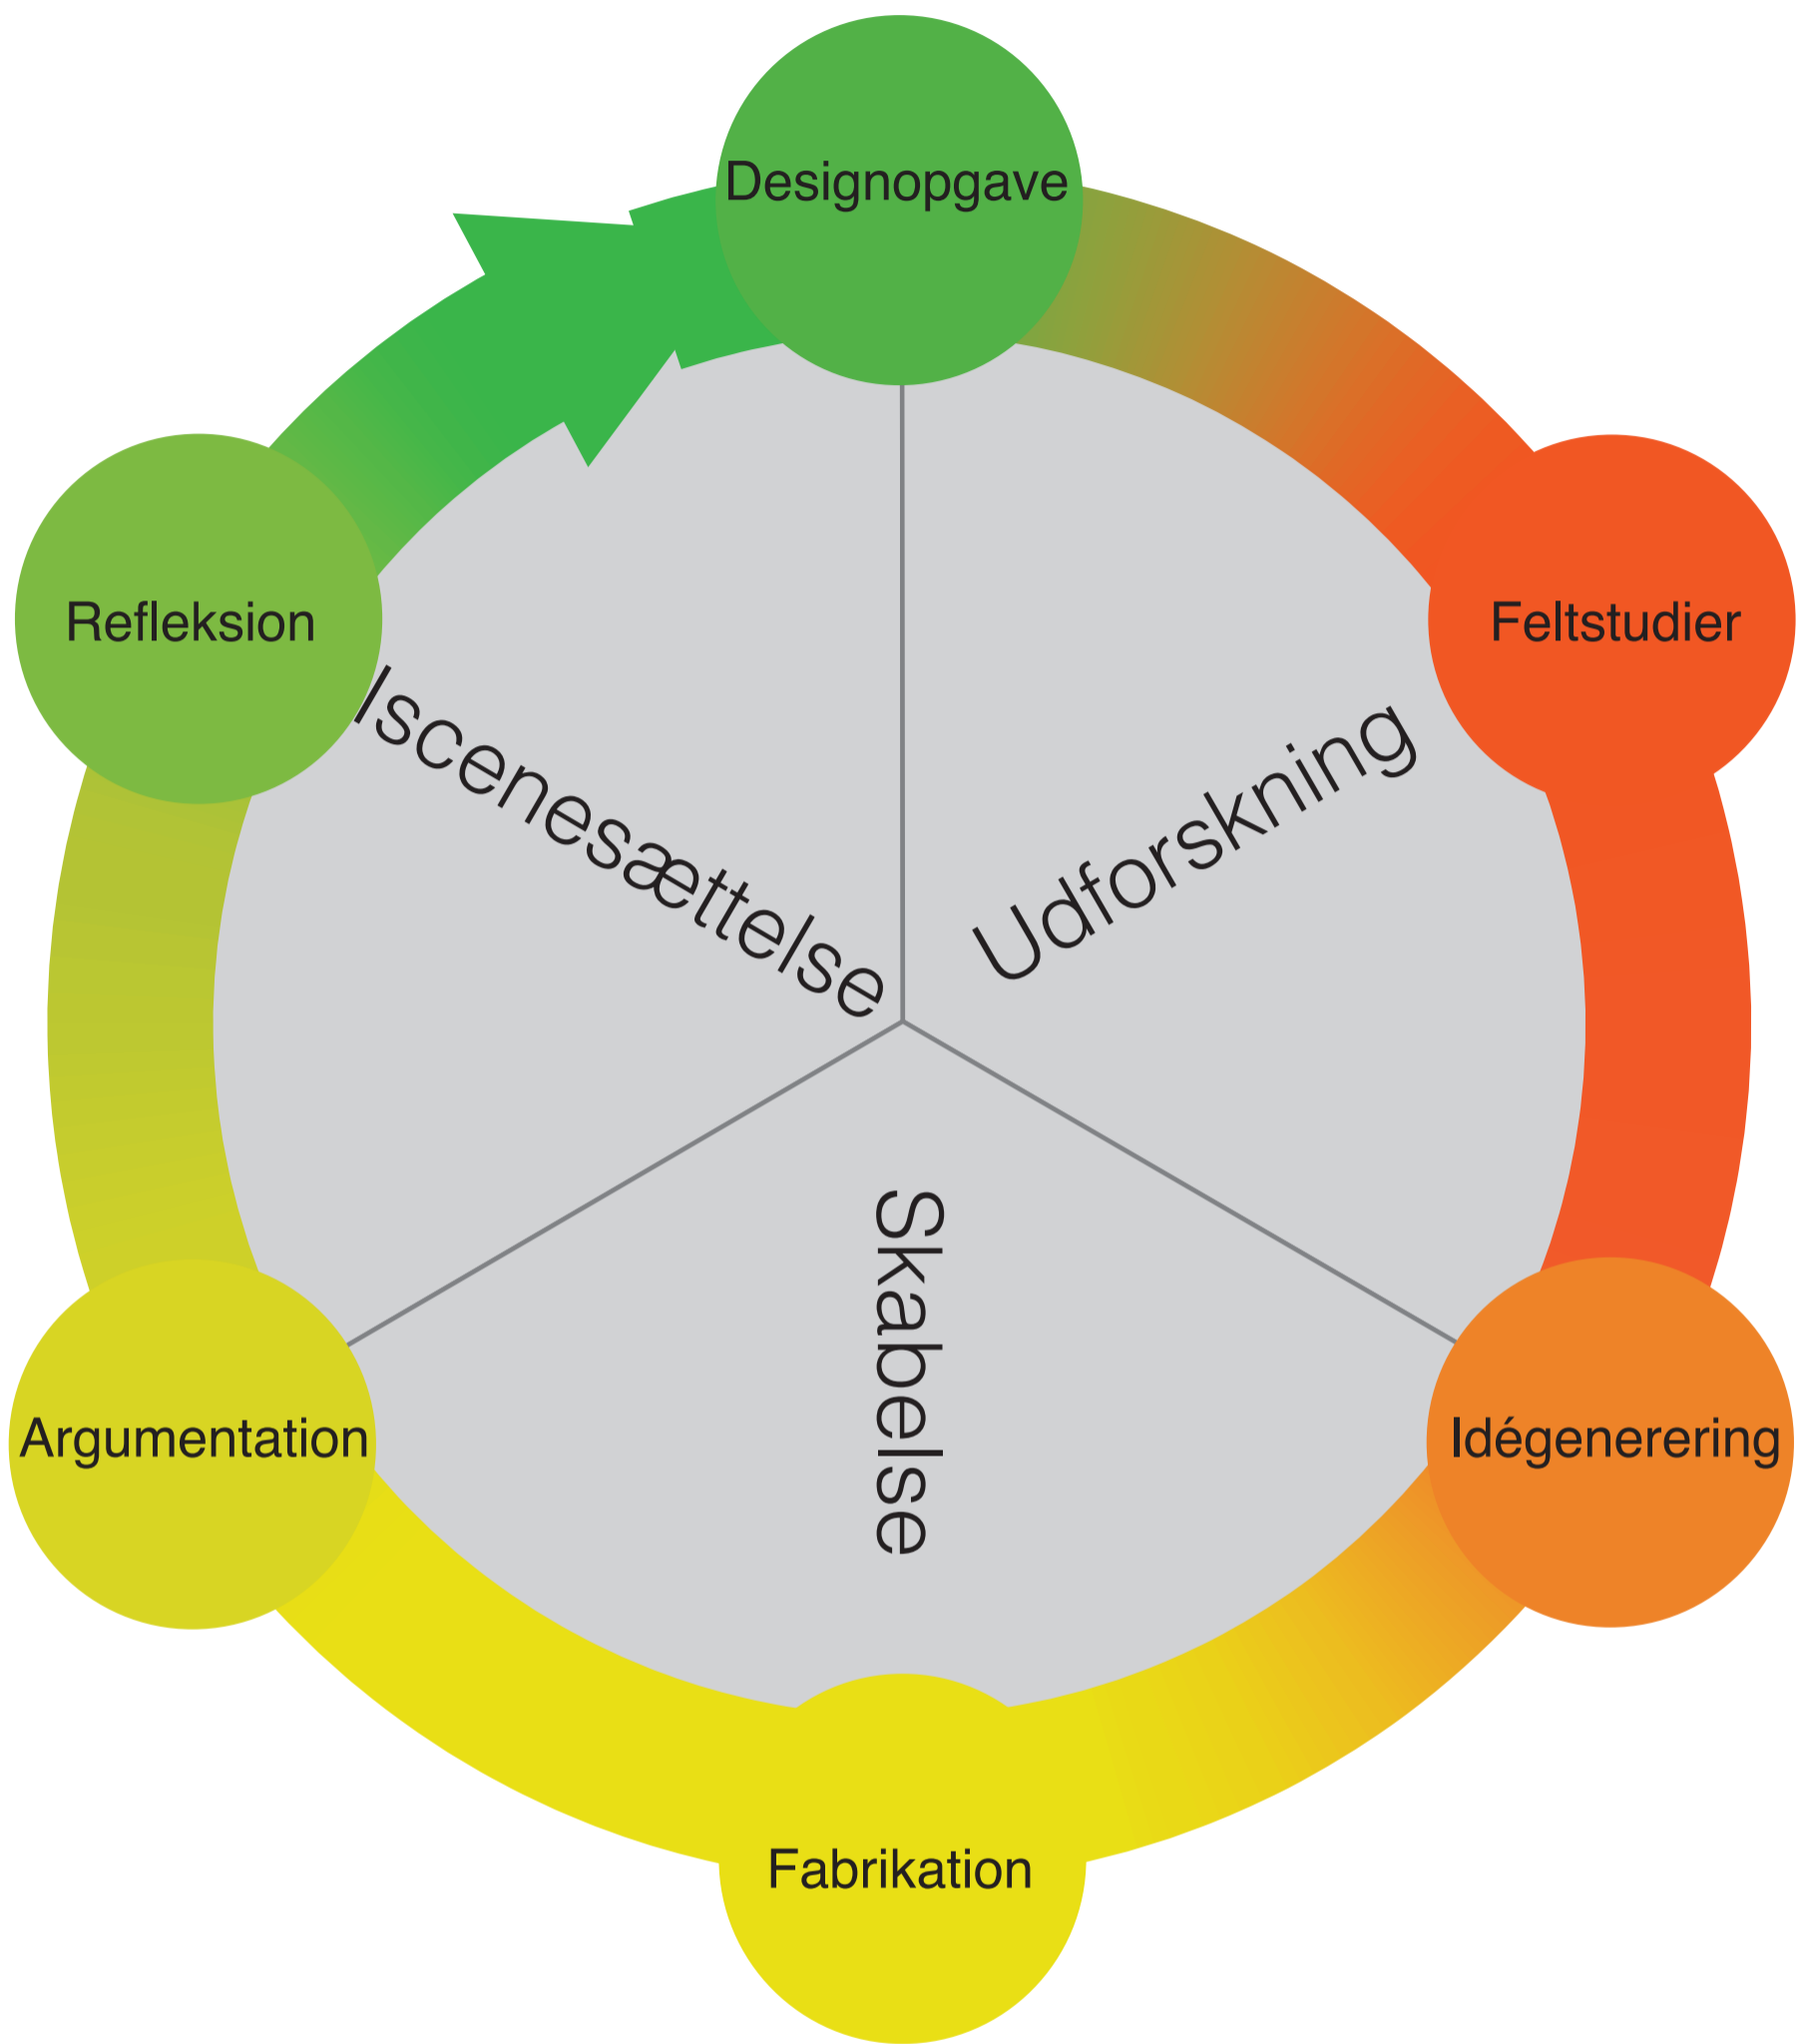 Designopgave
Feltstudier
Idégenerering
Fabrikation
Argumentation
Refleksion
Iscenesættelse
Udforskning
Skabelse